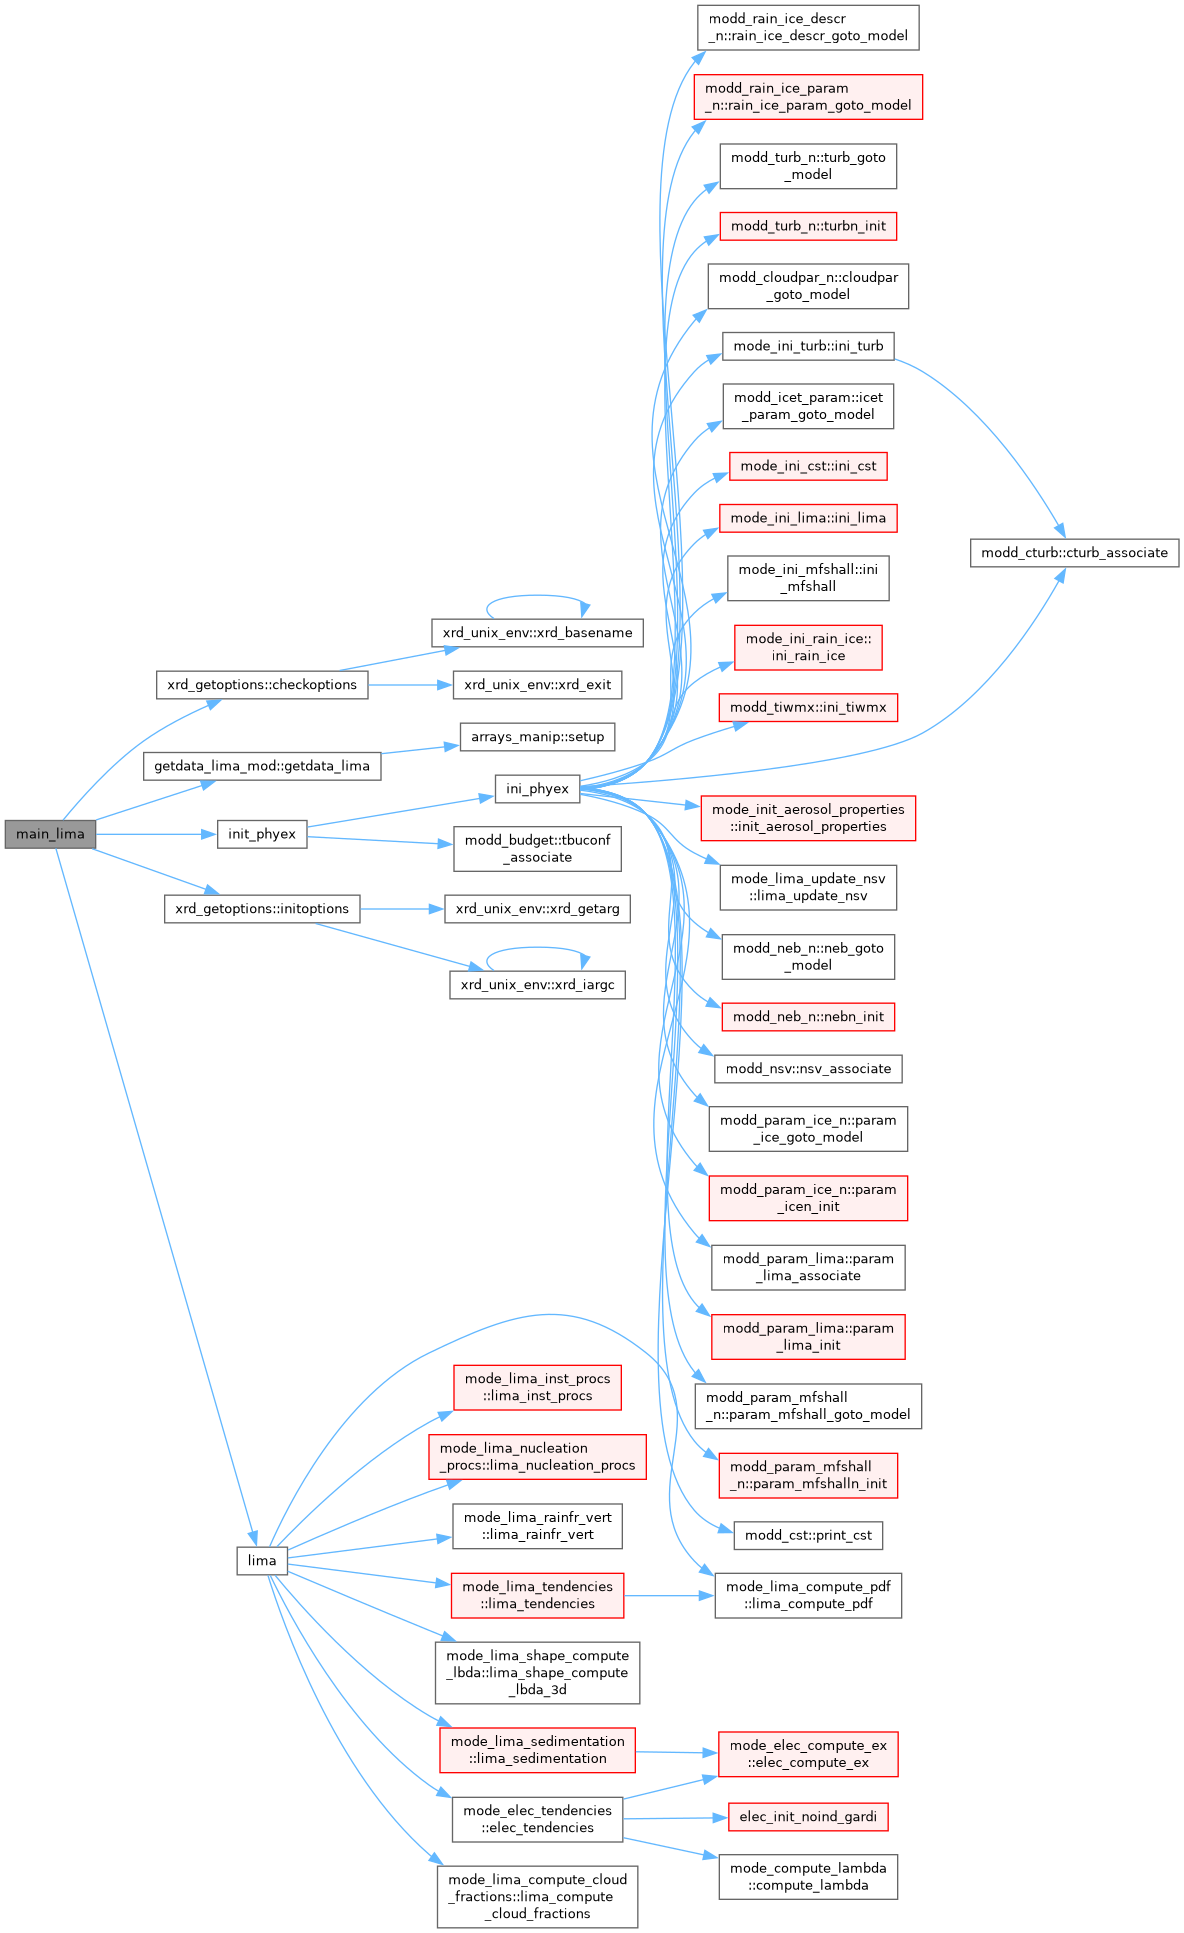 main_lima
xrd_getoptions::checkoptions
getdata_lima_mod::getdata_lima
init_phyex
xrd_getoptions::initoptions
lima
xrd_unix_env::xrd_basename
xrd_unix_env::xrd_exit
arrays_manip::setup
ini_phyex
modd_budget::tbuconf
_associate
xrd_unix_env::xrd_getarg
xrd_unix_env::xrd_iargc
mode_lima_inst_procs
::lima_inst_procs
mode_lima_nucleation
_procs::lima_nucleation_procs
mode_lima_rainfr_vert
::lima_rainfr_vert
mode_lima_tendencies
::lima_tendencies
mode_lima_shape_compute
_lbda::lima_shape_compute
_lbda_3d
mode_lima_sedimentation
::lima_sedimentation
mode_elec_tendencies
::elec_tendencies
mode_lima_compute_cloud
_fractions::lima_compute
_cloud_fractions
modd_rain_ice_descr
_n::rain_ice_descr_goto_model
modd_rain_ice_param
_n::rain_ice_param_goto_model
modd_turb_n::turb_goto
_model
modd_turb_n::turbn_init
modd_cloudpar_n::cloudpar
_goto_model
mode_ini_turb::ini_turb
modd_icet_param::icet
_param_goto_model
mode_ini_cst::ini_cst
mode_ini_lima::ini_lima
mode_ini_mfshall::ini
_mfshall
mode_ini_rain_ice::
ini_rain_ice
modd_tiwmx::ini_tiwmx
mode_init_aerosol_properties
::init_aerosol_properties
mode_lima_update_nsv
::lima_update_nsv
modd_neb_n::neb_goto
_model
modd_neb_n::nebn_init
modd_nsv::nsv_associate
modd_param_ice_n::param
_ice_goto_model
modd_param_ice_n::param
_icen_init
modd_param_lima::param
_lima_associate
modd_param_lima::param
_lima_init
modd_param_mfshall
_n::param_mfshall_goto_model
modd_param_mfshall
_n::param_mfshalln_init
modd_cst::print_cst
mode_lima_compute_pdf
::lima_compute_pdf
mode_elec_compute_ex
::elec_compute_ex
elec_init_noind_gardi
mode_compute_lambda
::compute_lambda
modd_cturb::cturb_associate